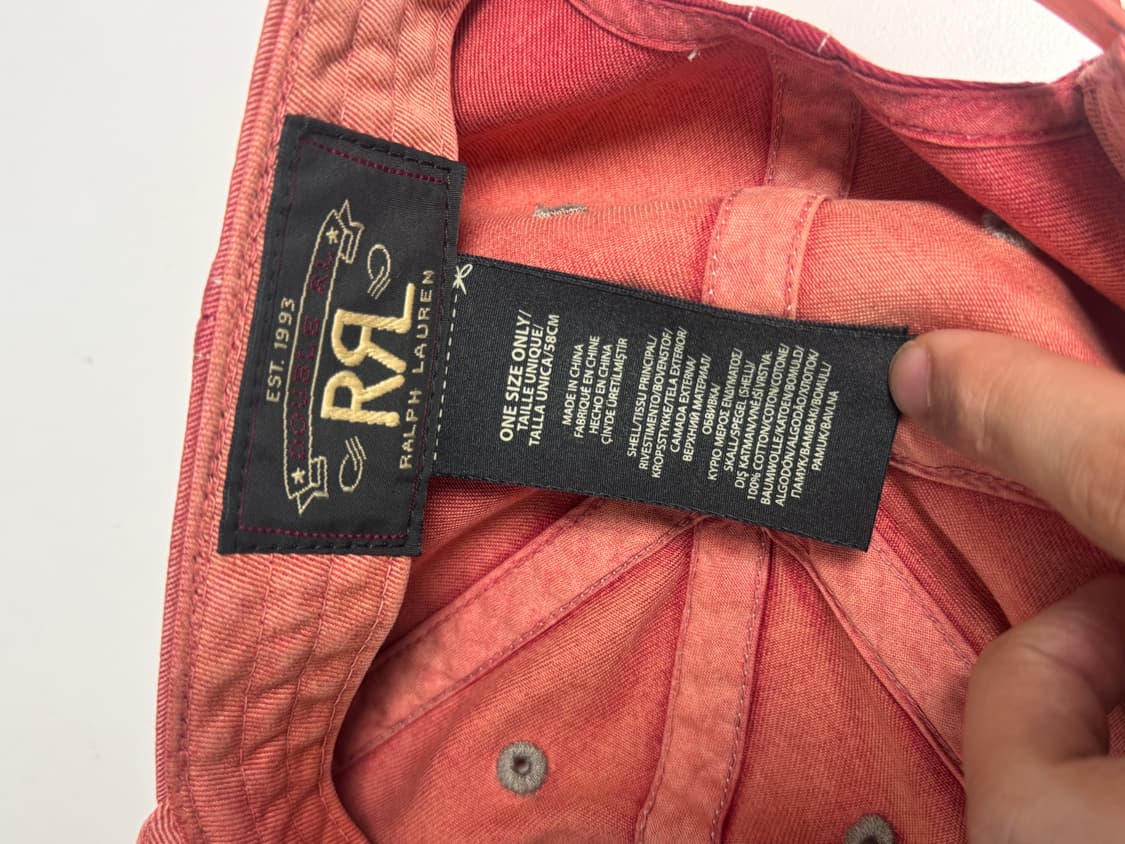 EST. 1993
DOUBLE RL
RRL
RALPH LAUREN
ONE SIZE ONLY/
TAILLE UNIQUE/
TALLA UNICA/58CM
MADE IN CHINA
FABRIQUÉ EN CHINE
HECHO EN CHINA
ÇİN'DE ÜRETİLMİŞTİR
SHELL/TISSU PRINCIPAL/
RIVESTIMENTO/BOVENSTOF/
KROPSSTYKKE/TELA EXTERIOR/
CAMADA EXTERNA/
ВЕРХНИЙ МАТЕРИАЛ/
ОБВИВКА/
ΚΥΡΙΟ ΜΕΡΟΣ ΕΝΔΥΜΑΤΟΣ/
SKALL/SPEGEL (SHELL)/
DIŞ KATMAN/VNĚJŠÍ VRSTVA:
100% COTTON/COTON/COTONE/
BAUMWOLLE/KATOEN/BOMULD/
ALGODÓN/ALGODÃO/ХЛОПОК/
ПАМУК/ΒΑΜΒΑΚΙ/BOMULL/
PAMUK/BAVLNA